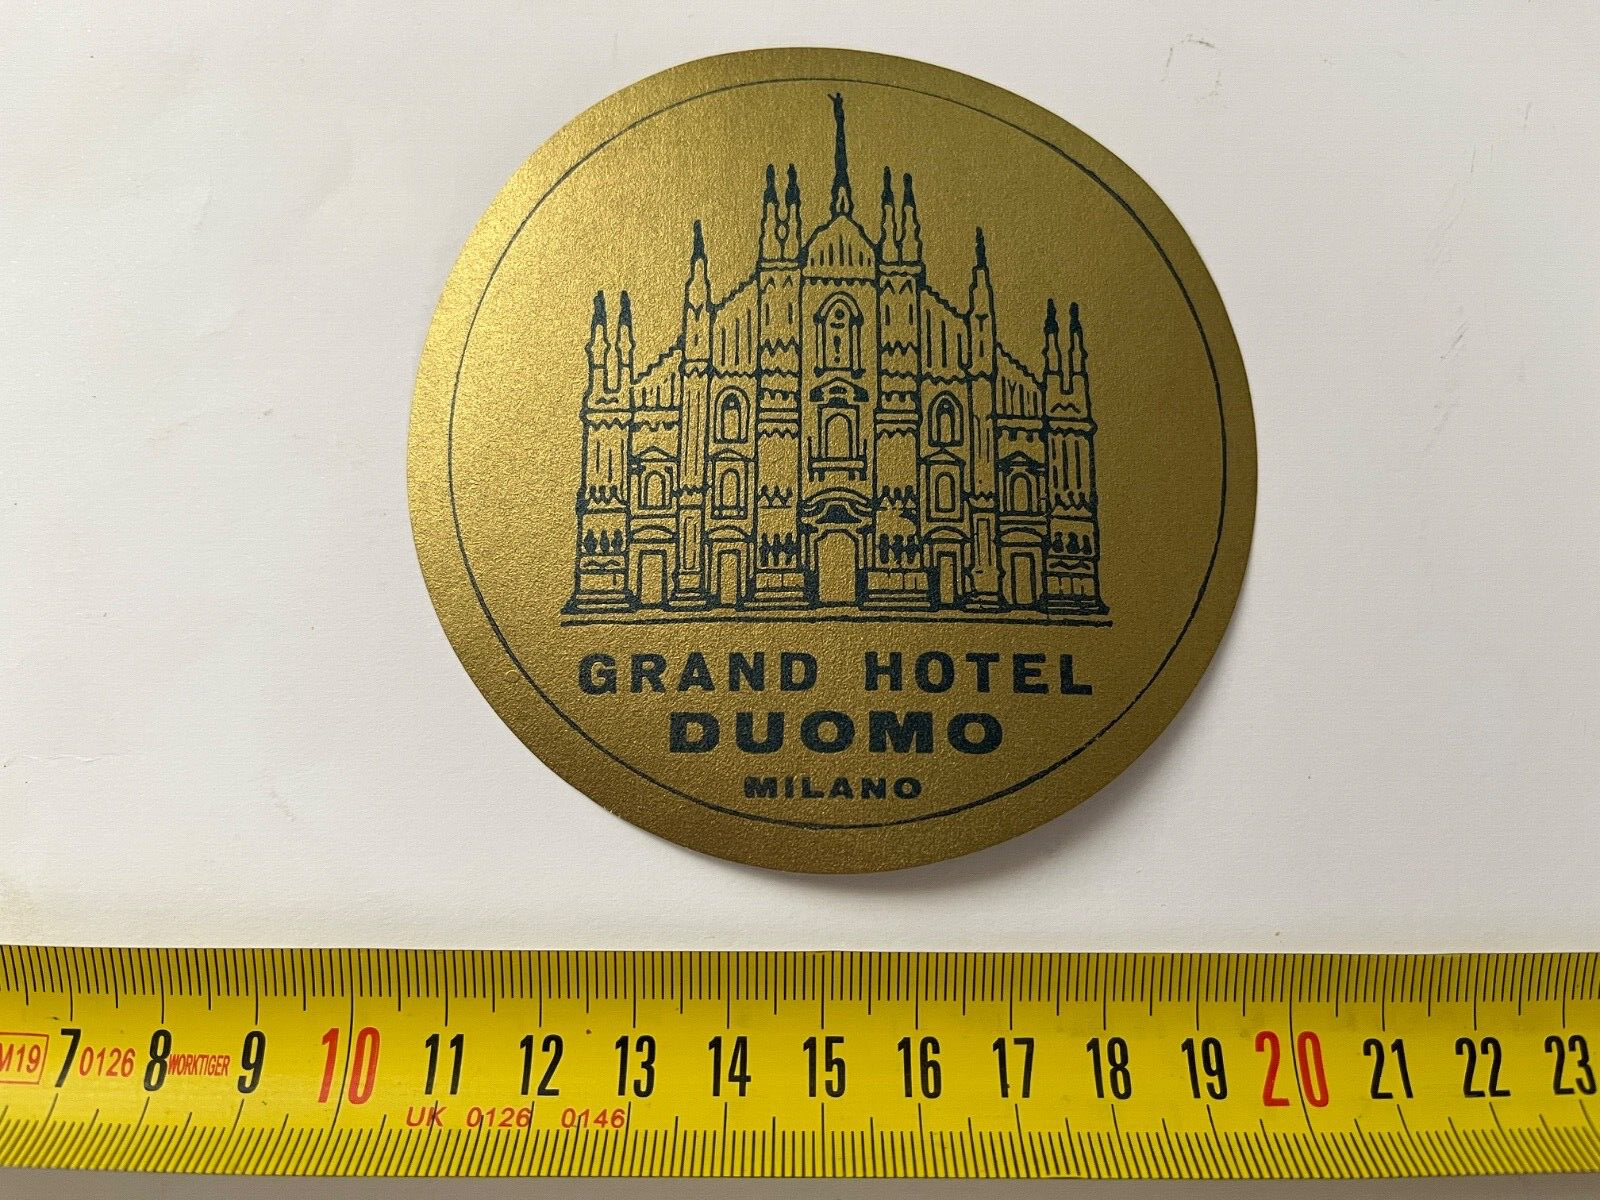 GRAND HOTEL
DUOMO
MILANO
M19 7 0126 8 WORKTIGER 9 10 11 12 13 14 15 16 17 18 19 20 21 22 23
UK 0126 0146